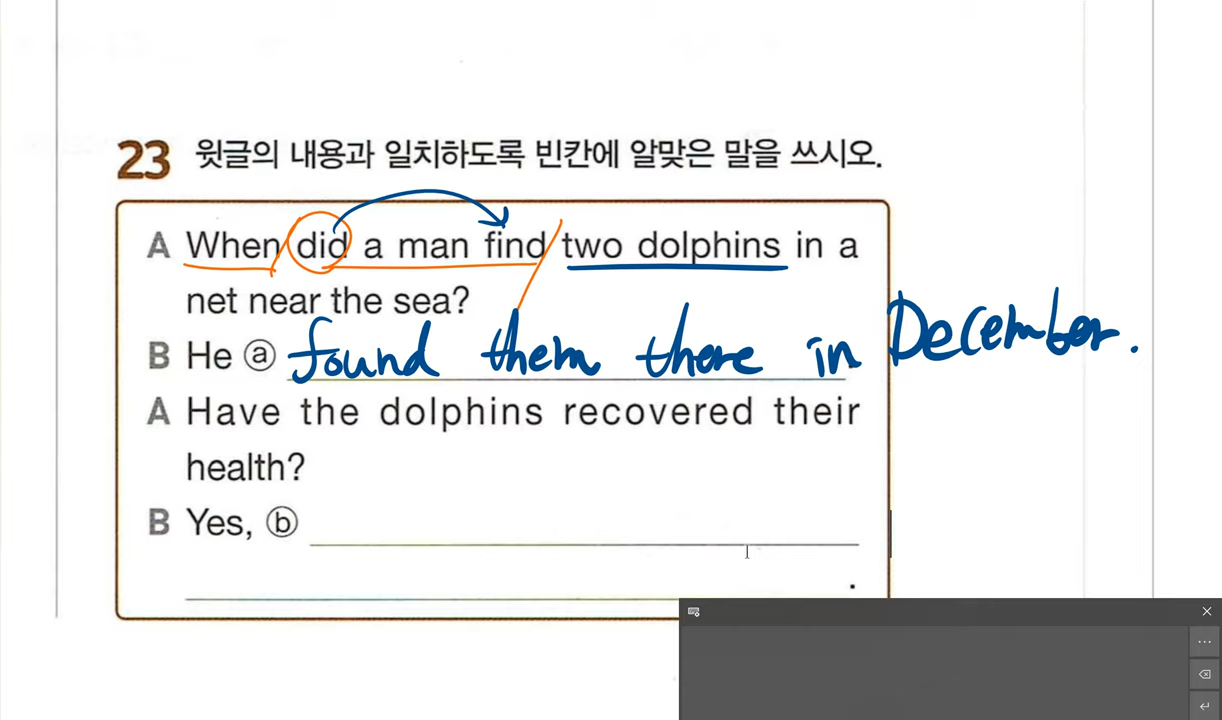 23 윗글의 내용과 일치하도록 빈칸에 알맞은 말을 쓰시오.
A When did a man find two dolphins in a
net near the sea?
B He ⓐ found them there in December.
A Have the dolphins recovered their
health?
B Yes, ⓑ
.